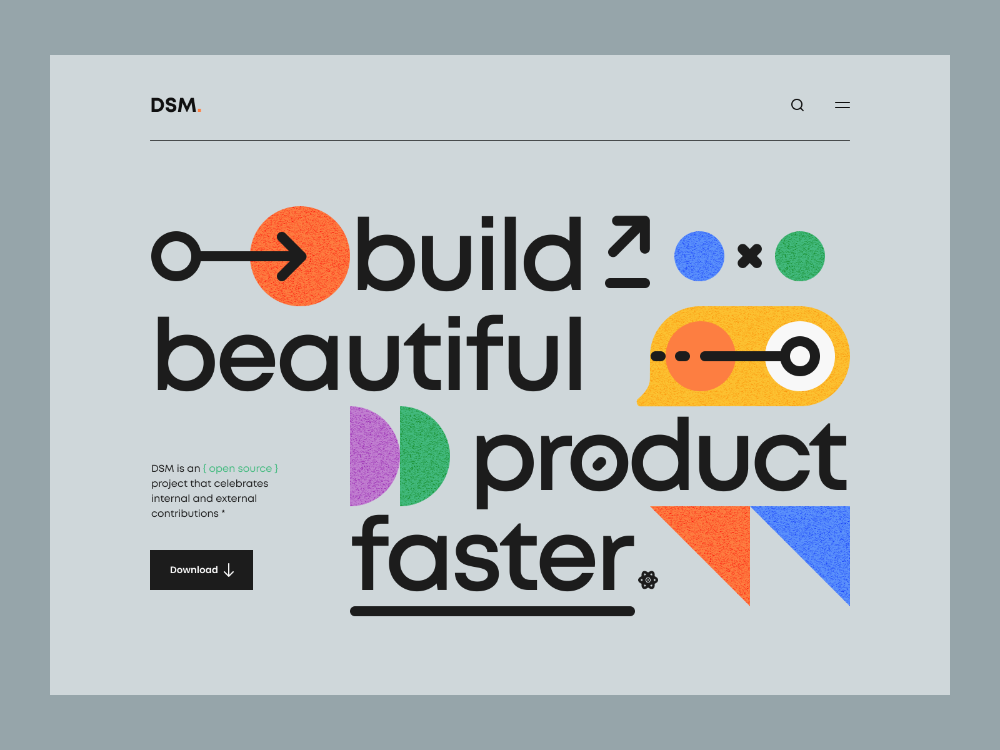 DSM.
build
beautiful
product
faster
DSM is an { open source }
project that celebrates
internal and external
contributions *
Download